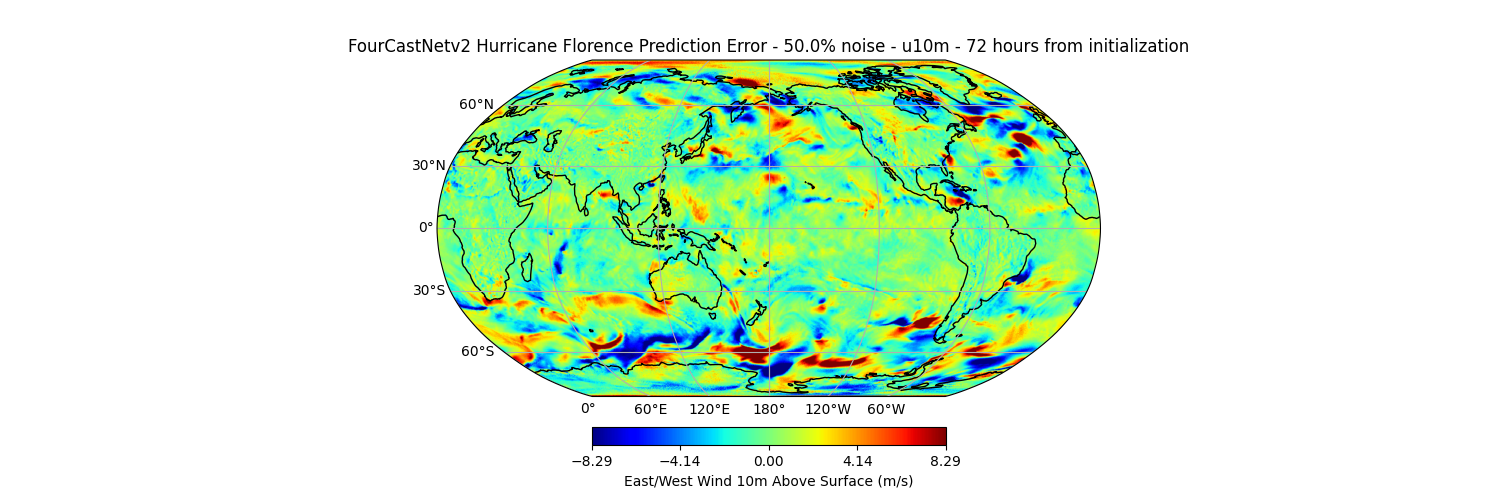 FourCastNetv2 Hurricane Florence Prediction Error - 50.0% noise - u10m - 72 hours from initialization
60°N
30°N
0°
30°S
60°S
0° 60°E 120°E 180° 120°W 60°W
−8.29 −4.14 0.00 4.14 8.29
East/West Wind 10m Above Surface (m/s)